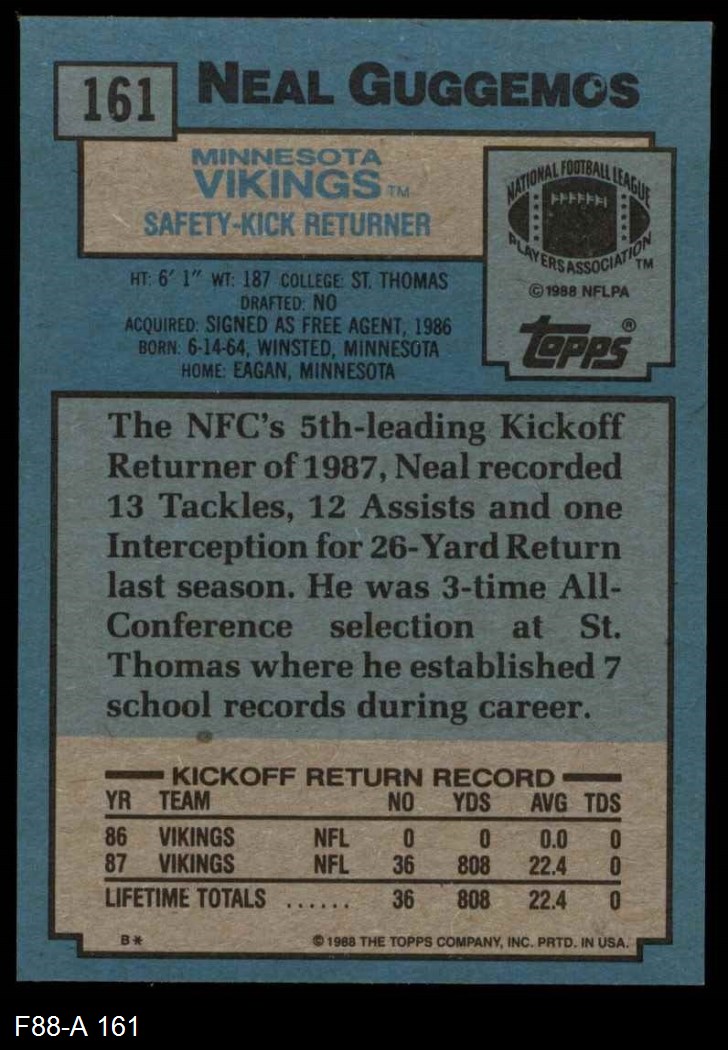 161
NEAL GUGGEMOS
MINNESOTA
VIKINGS™
SAFETY-KICK RETURNER
NATIONAL FOOTBALL LEAGUE
PLAYERS ASSOCIATION™
©1988 NFLPA
topps®
HT: 6' 1" WT: 187 COLLEGE: ST. THOMAS
DRAFTED: NO
ACQUIRED: SIGNED AS FREE AGENT, 1986
BORN: 6-14-64, WINSTED, MINNESOTA
HOME: EAGAN, MINNESOTA
The NFC's 5th-leading Kickoff
Returner of 1987, Neal recorded
13 Tackles, 12 Assists and one
Interception for 26-Yard Return
last season. He was 3-time All-
Conference selection at St.
Thomas where he established 7
school records during career.
KICKOFF RETURN RECORD
YR TEAM NO YDS AVG TDS
86 VIKINGS NFL 0 0 0.0 0
87 VIKINGS NFL 36 808 22.4 0
LIFETIME TOTALS ...... 36 808 22.4 0
B* ©1988 THE TOPPS COMPANY, INC. PRTD. IN USA.
F88-A 161